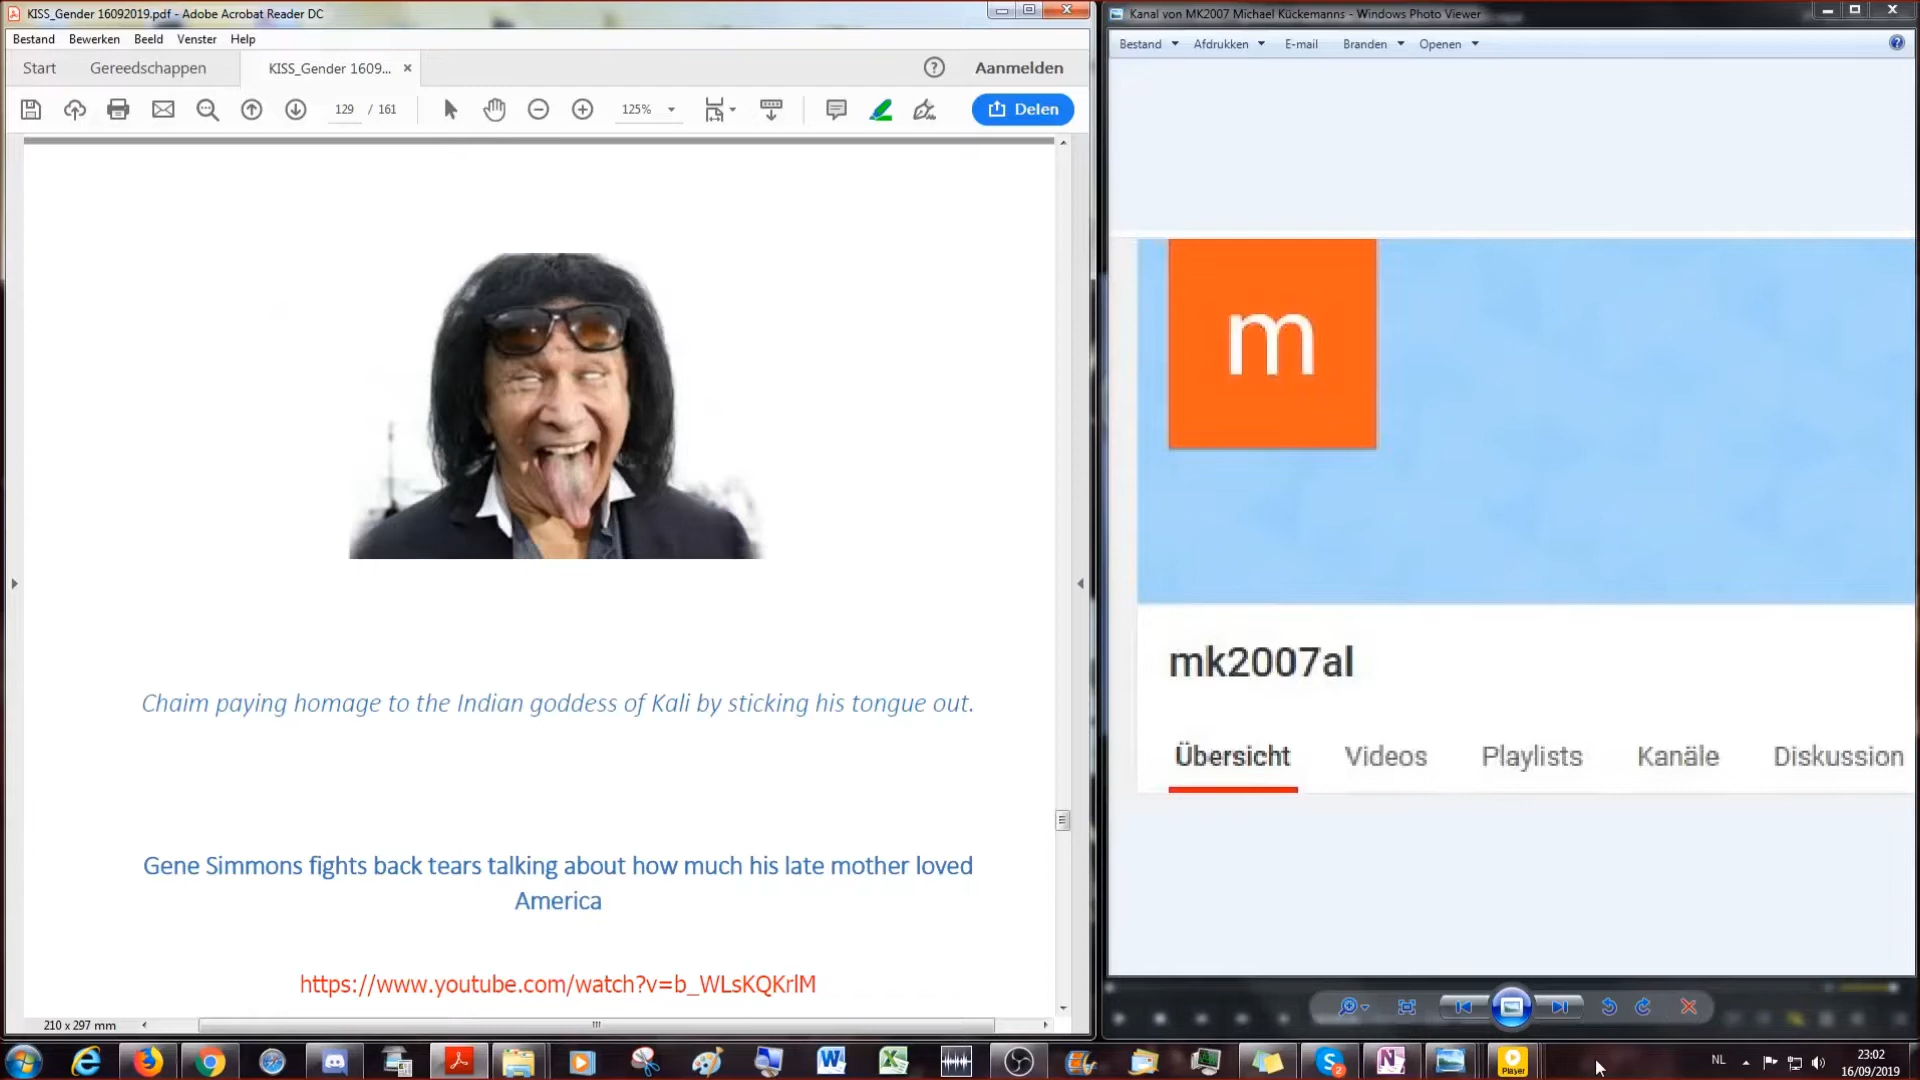 KISS_Gender 16092019.pdf - Adobe Acrobat Reader DC
Bestand Bewerken Beeld Venster Help
Start Gereedschappen KISS_Gender 1609... × Aanmelden
129 / 161 125% Delen
Chaim paying homage to the Indian goddess of Kali by sticking his tongue out.
Gene Simmons fights back tears talking about how much his late mother loved
America
https://www.youtube.com/watch?v=b_WLsKQKrlM
210 x 297 mm
Kanal von MK2007 Michael Kückemanns - Windows Photo Viewer
Bestand Afdrukken E-mail Branden Openen
m
mk2007al
Übersicht Videos Playlists Kanäle Diskussion
Player
NL
23:02
16/09/2019